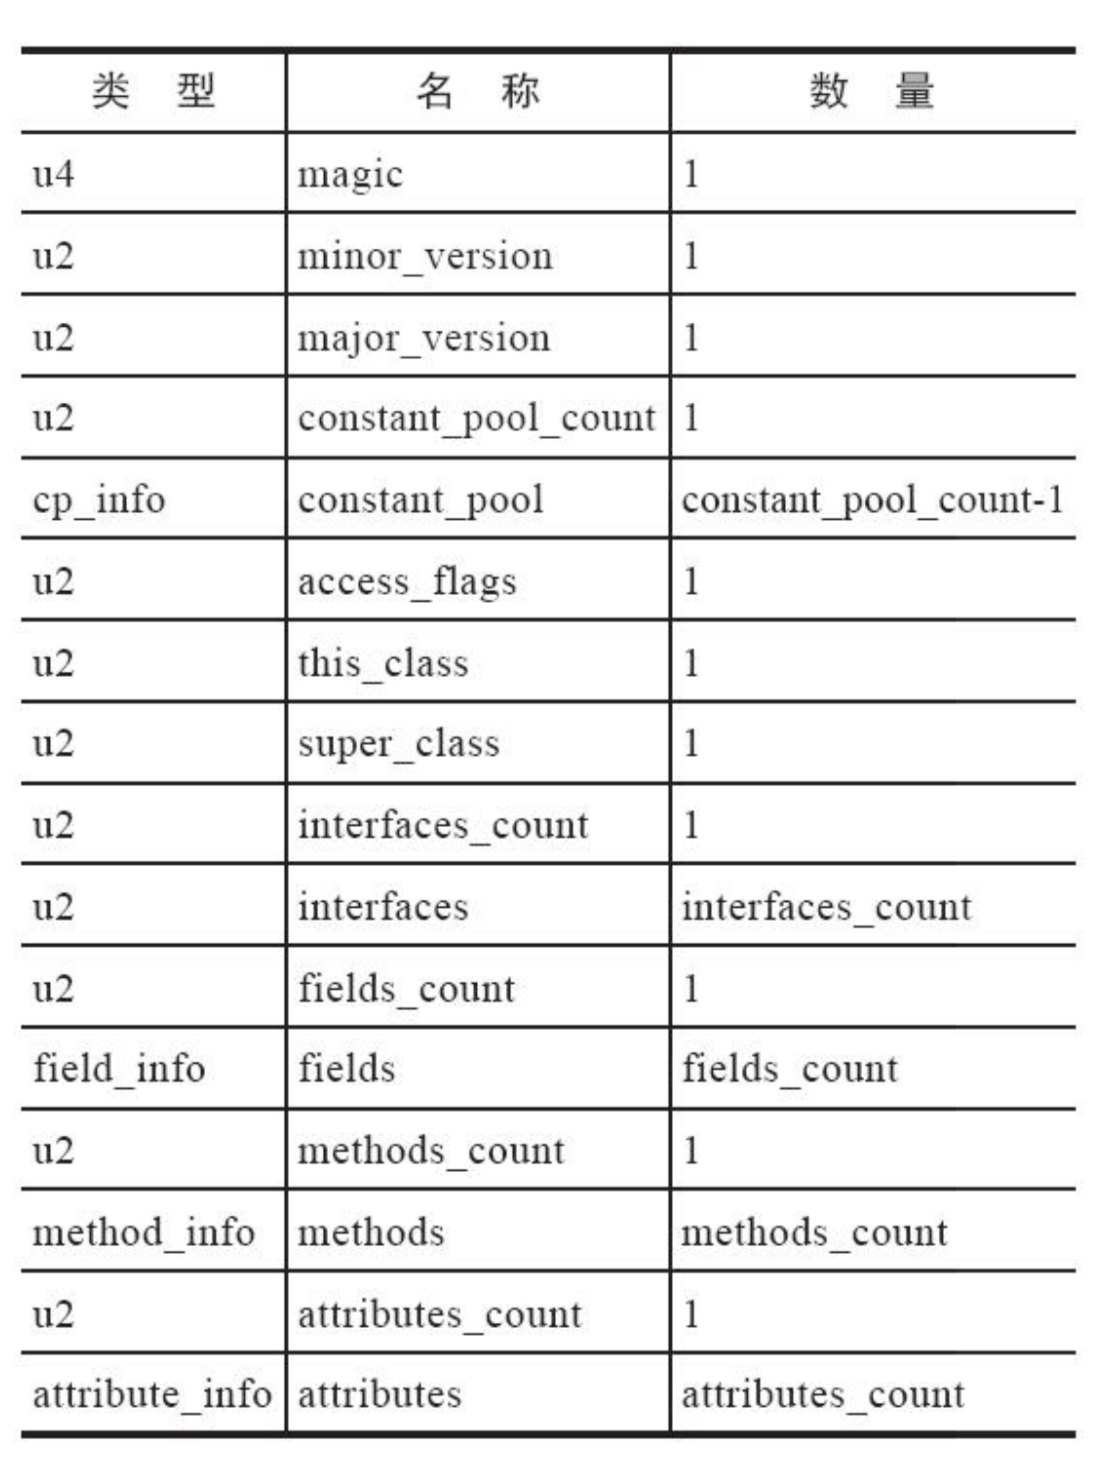 类 型 名 称 数 量
u4 magic 1
u2 minor_version 1
u2 major_version 1
u2 constant_pool_count 1
cp_info constant_pool constant_pool_count-1
u2 access_flags 1
u2 this_class 1
u2 super_class 1
u2 interfaces_count 1
u2 interfaces interfaces_count
u2 fields_count 1
field_info fields fields_count
u2 methods_count 1
method_info methods methods_count
u2 attributes_count 1
attribute_info attributes attributes_count